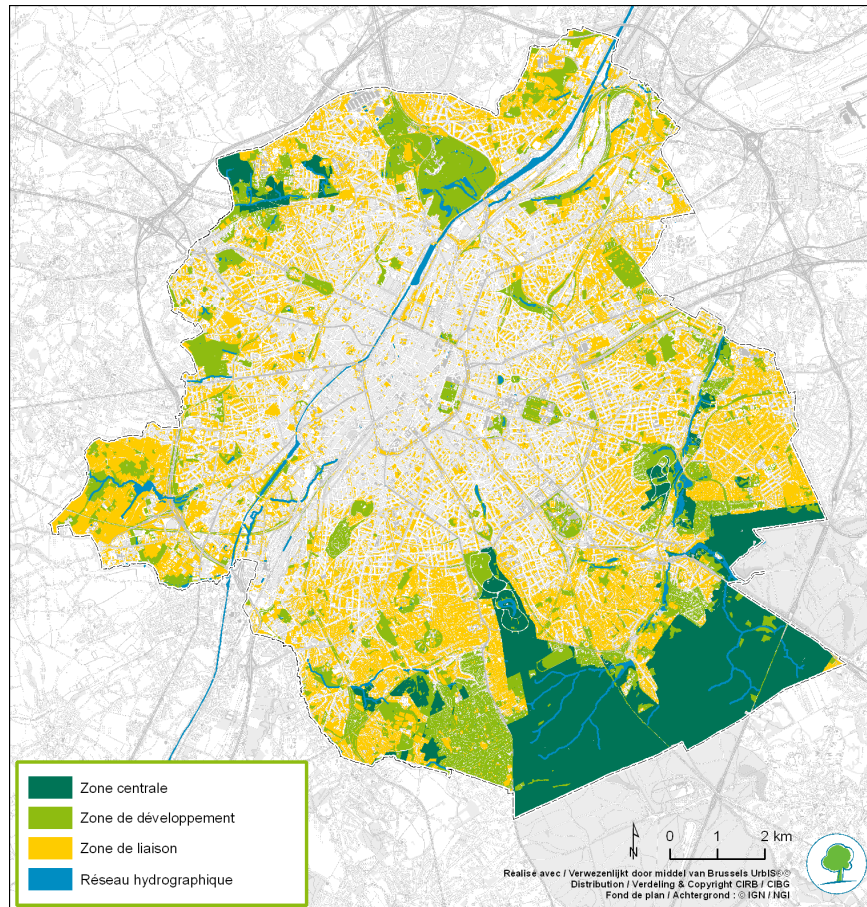 Zone centrale
Zone de développement
Zone de liaison
Réseau hydrographique
N
0 1 2 km
Réalisé avec / Verwezenlijkt door middel van Brussels UrbIS®©
Distribution / Verdeling & Copyright CIRB / CIBG
Fond de plan / Achtergrond : © IGN / NGI